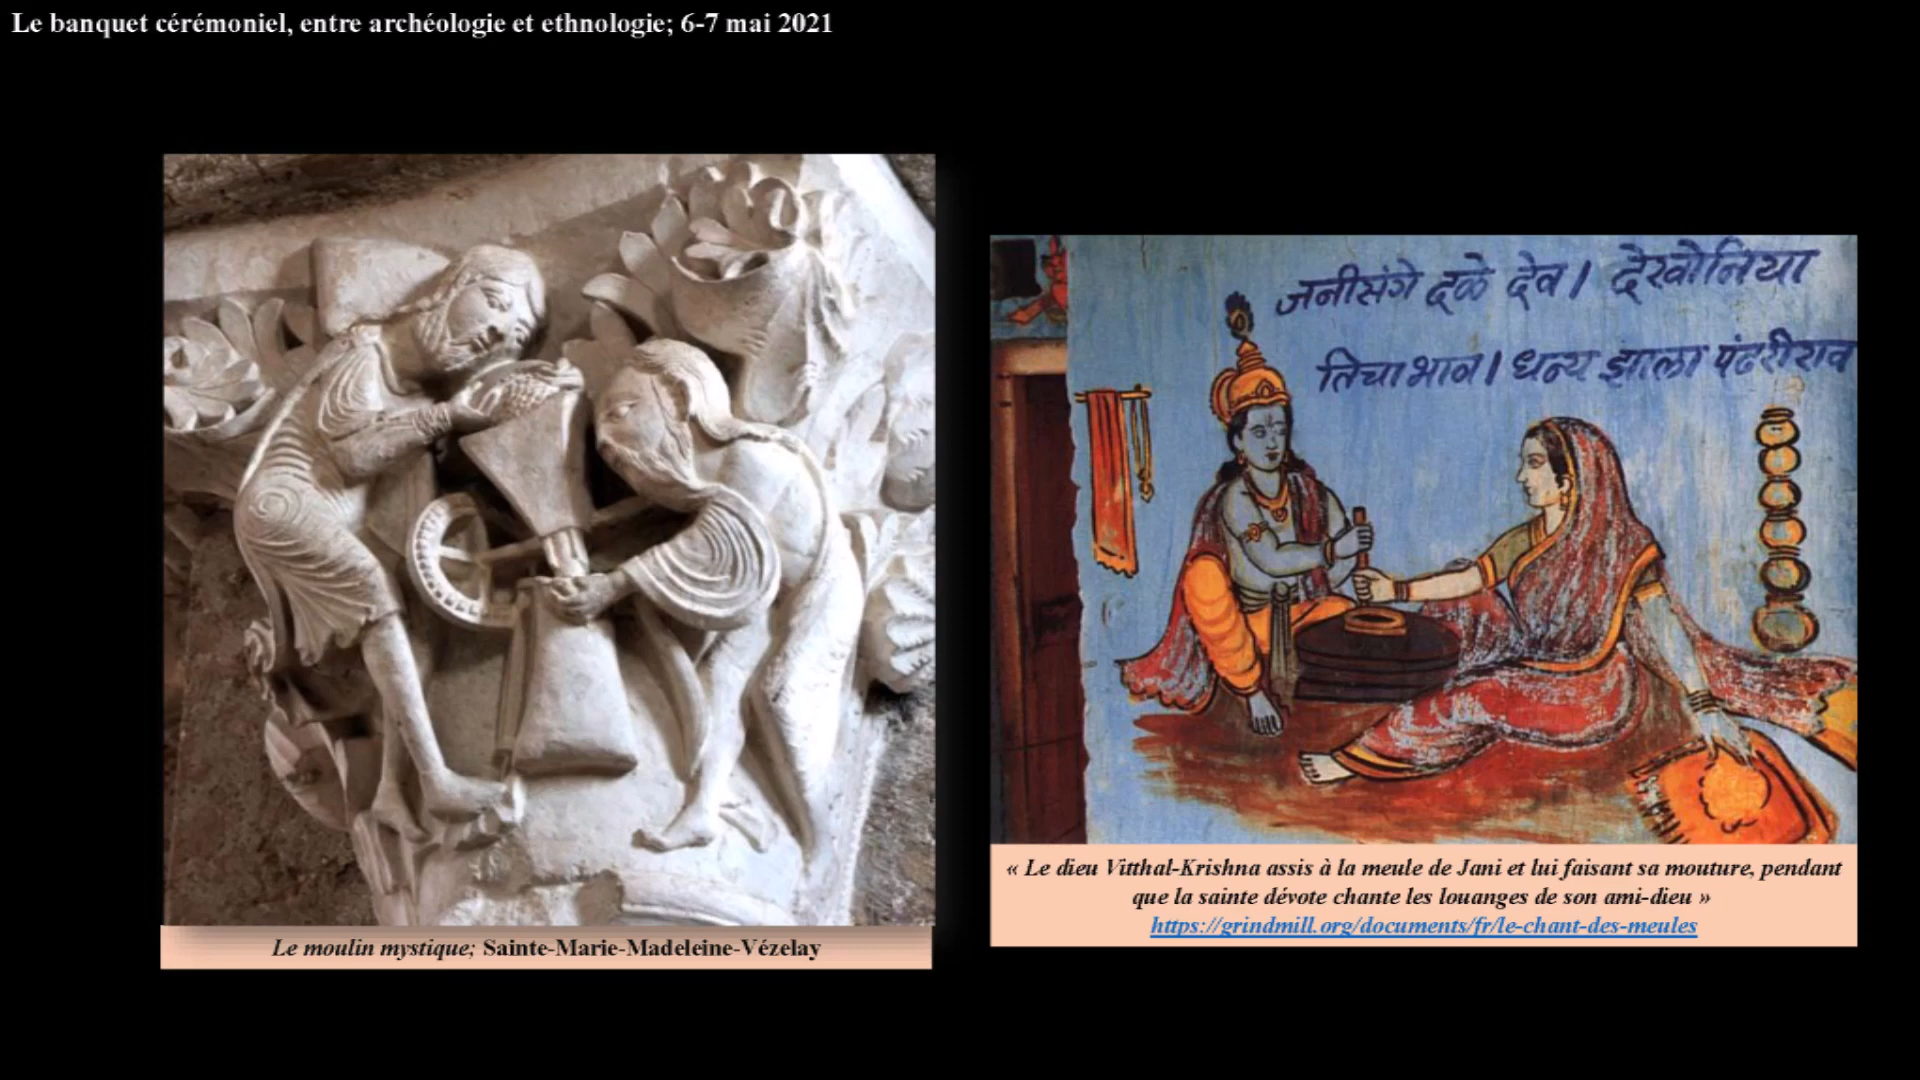 Le banquet cérémoniel, entre archéologie et ethnologie; 6-7 mai 2021
जनीसंगे दळे देव। देखोनिया
तिचा भाव। धन्य झाला पंढरीराव
« Le dieu Vitthal-Krishna assis à la meule de Jani et lui faisant sa mouture, pendant
que la sainte dévote chante les louanges de son ami-dieu »
https://grindmill.org/documents/fr/le-chant-des-meules
Le moulin mystique; Sainte-Marie-Madeleine-Vézelay